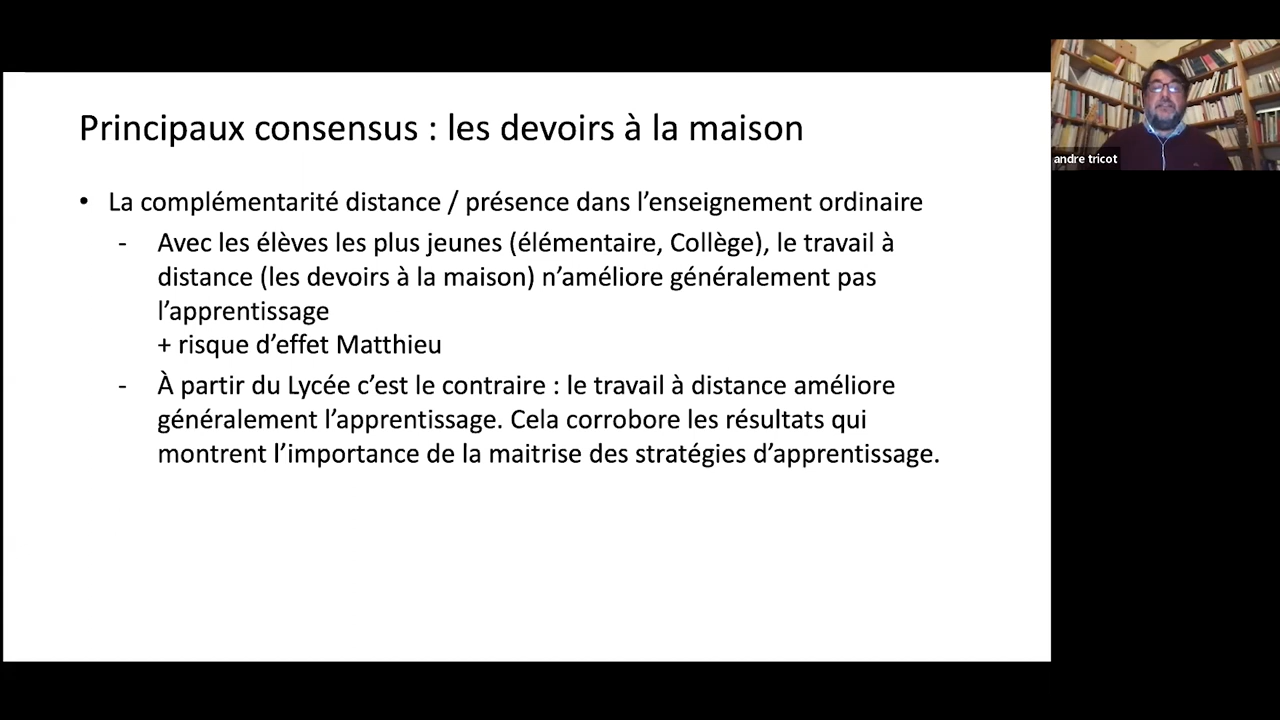 Principaux consensus : les devoirs à la maison
• La complémentarité distance / présence dans l’enseignement ordinaire
- Avec les élèves les plus jeunes (élémentaire, Collège), le travail à
distance (les devoirs à la maison) n’améliore généralement pas
l’apprentissage
+ risque d’effet Matthieu
- À partir du Lycée c’est le contraire : le travail à distance améliore
généralement l’apprentissage. Cela corrobore les résultats qui
montrent l’importance de la maitrise des stratégies d’apprentissage.
andre tricot